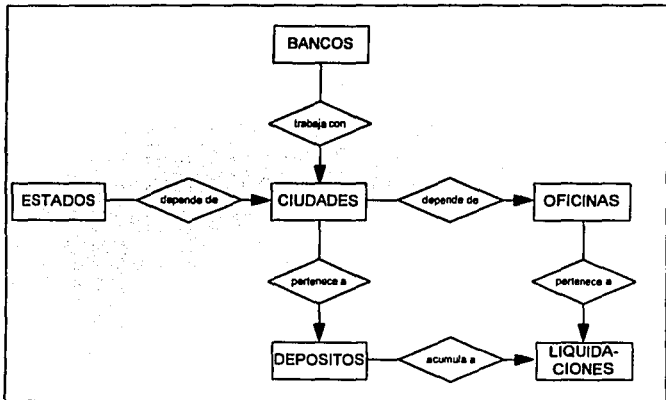 BANCOS
trabaja con
ESTADOS
depende de
CIUDADES
depende de
OFICINAS
pertenece a
pertenece a
DEPOSITOS
acumula a
LIQUIDA-
CIONES